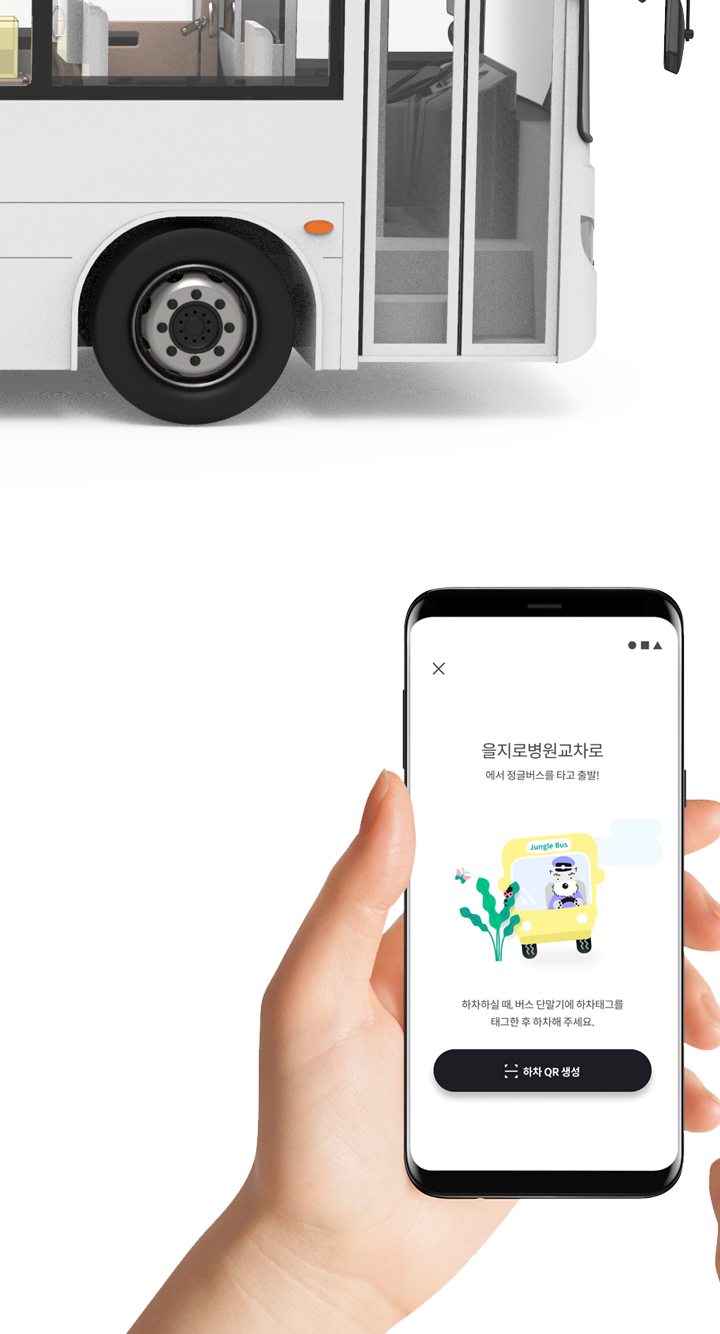 을지로병원교차로
에서 정글버스를 타고 출발!
Jungle Bus
하차하실 때, 버스 단말기에 하차태그를
태그한 후 하차해 주세요.
하차 QR 생성